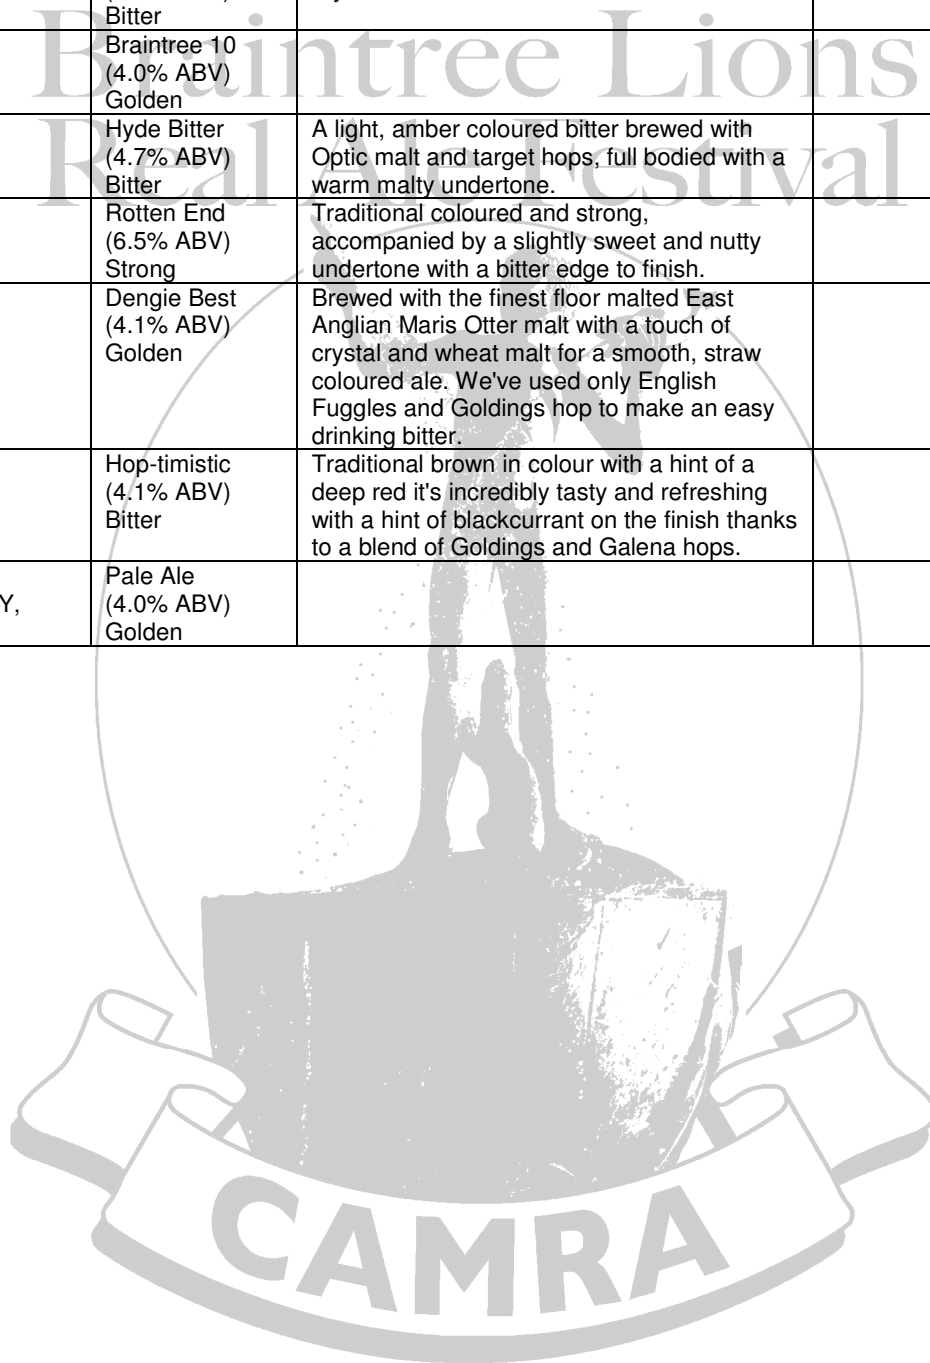 Bitter
Braintree Lions
Real Ale Festival
Braintree 10
(4.0% ABV)
Golden
Hyde Bitter
(4.7% ABV)
Bitter
A light, amber coloured bitter brewed with
Optic malt and target hops, full bodied with a
warm malty undertone.
Rotten End
(6.5% ABV)
Strong
Traditional coloured and strong,
accompanied by a slightly sweet and nutty
undertone with a bitter edge to finish.
Dengie Best
(4.1% ABV)
Golden
Brewed with the finest floor malted East
Anglian Maris Otter malt with a touch of
crystal and wheat malt for a smooth, straw
coloured ale. We've used only English
Fuggles and Goldings hop to make an easy
drinking bitter.
Hop-timistic
(4.1% ABV)
Bitter
Traditional brown in colour with a hint of a
deep red it's incredibly tasty and refreshing
with a hint of blackcurrant on the finish thanks
to a blend of Goldings and Galena hops.
Y,
Pale Ale
(4.0% ABV)
Golden
CAMRA